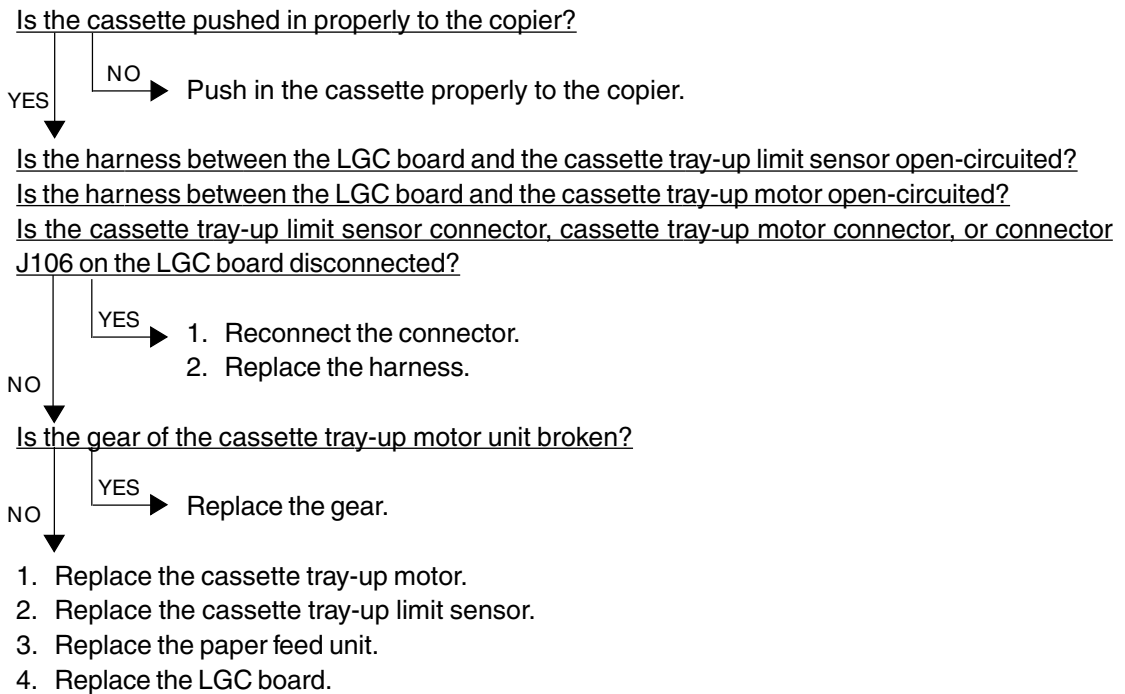 Is the cassette pushed in properly to the copier?
NO
YES
Push in the cassette properly to the copier.
Is the harness between the LGC board and the cassette tray-up limit sensor open-circuited?
Is the harness between the LGC board and the cassette tray-up motor open-circuited?
Is the cassette tray-up limit sensor connector, cassette tray-up motor connector, or connector
J106 on the LGC board disconnected?
YES
1. Reconnect the connector.
2. Replace the harness.
NO
Is the gear of the cassette tray-up motor unit broken?
YES
Replace the gear.
NO
1. Replace the cassette tray-up motor.
2. Replace the cassette tray-up limit sensor.
3. Replace the paper feed unit.
4. Replace the LGC board.